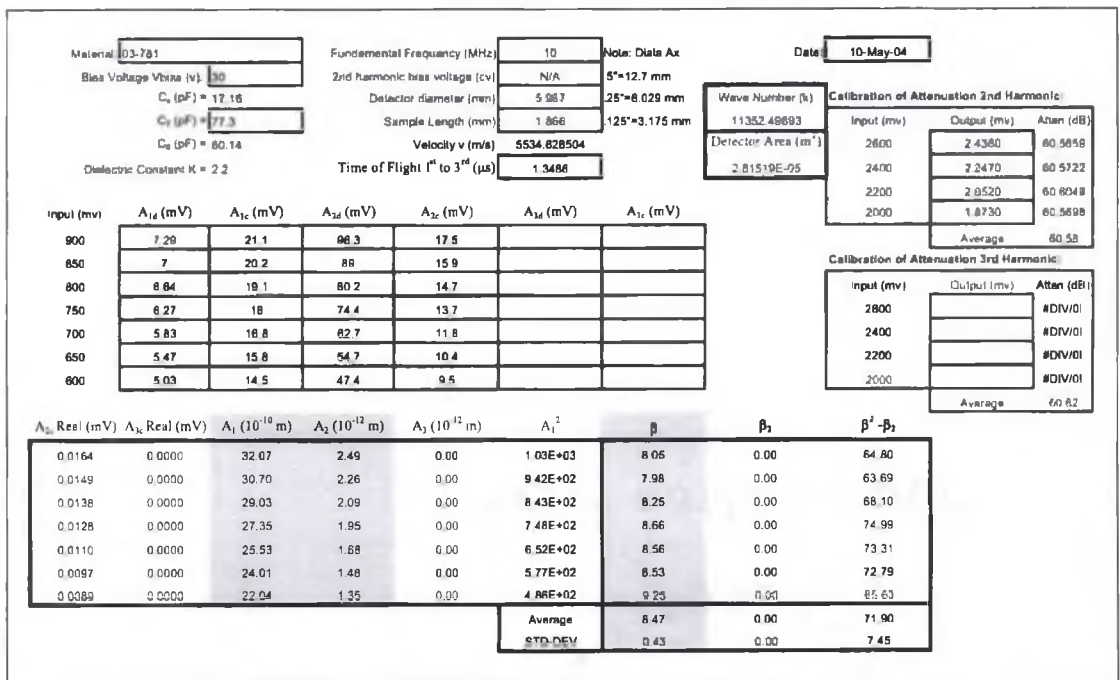 Material 03-781 Fundemental Frequency (MHz) 10 Note: Diala Ax Date: 10-May-04
Bias Voltage Vbias (v) 30 2nd harmonic bias voltage (cv) N/A 5"=12.7 mm
(pF) = 17.16 Detector diameter (mm) 5.987 .25"=6.029 mm Wave Number (k) Calibration of Attenuation 2nd Harmonic
(pF) = 77.3 Sample Length (mm) 1.866 .125"=3.175 mm 11352.49693 Input (mv) Output (mv) Atten (dB)
(pF) = 60.14 Velocity v (m/s) 5534.628504 Detector Area (m²) 2600 2.4360 60.5659
Dielectric Constant K = 2.2 Time of Flight 1st to 3rd (µs) 1.3486 2.81519E-05 2400 2.2470 60.5722
2200 2.0520 60.6048
2000 1.8730 60.5698
Average 60.58
Input (mv) A1d (mV) A1c (mV) A2d (mV) A2c (mV) A3d (mV) A3c (mV)
900 7.29 21.1 96.3 17.5
850 7 20.2 89 15.9 Calibration of Attenuation 3rd Harmonic
800 6.64 19.1 80.2 14.7 Input (mv) Output (mv) Atten (dB)
750 6.27 18 74.4 13.7 2600 #DIV/0!
700 5.83 16.8 62.7 11.8 2400 #DIV/0!
650 5.47 15.8 54.7 10.4 2200 #DIV/0!
600 5.03 14.5 47.4 9.5 2000 #DIV/0!
Average 60.62
A2c Real (mV) A3c Real (mV) A1 (10⁻¹⁰ m) A2 (10⁻¹² m) A3 (10⁻¹² m) A1² β β2 β² -β2
0.0164 0.0000 32.07 2.49 0.00 1.03E+03 8.05 0.00 64.80
0.0149 0.0000 30.70 2.26 0.00 9.42E+02 7.98 0.00 63.69
0.0138 0.0000 29.03 2.09 0.00 8.43E+02 8.25 0.00 68.10
0.0128 0.0000 27.35 1.95 0.00 7.48E+02 8.66 0.00 74.99
0.0110 0.0000 25.53 1.68 0.00 6.52E+02 8.56 0.00 73.31
0.0097 0.0000 24.01 1.48 0.00 5.77E+02 8.53 0.00 72.79
0.0089 0.0000 22.04 1.35 0.00 4.86E+02 9.25 0.00 85.63
Average 8.47 0.00 71.90
STD-DEV 0.43 0.00 7.45